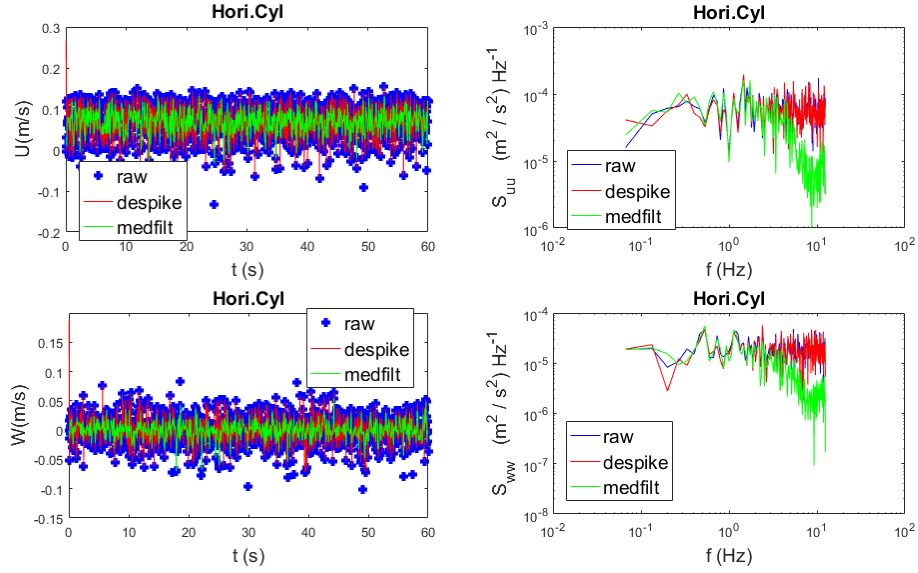 Hori.Cyl
0.3
0.2
0.1
0
0.1
-0.2
U(m/s)
raw
despike
medfilt
0 10 20 30 40 50 60
t (s)
Hori.Cyl
10-3
10-4
10-5
10-6
Suu (m2 / s2) Hz-1
raw
despike
medfilt
10-2 10-1 100 101 102
f (Hz)
Hori.Cyl
0.15
0.1
0.05
0
-0.05
-0.1
-0.15
W(m/s)
raw
despike
medfilt
0 10 20 30 40 50 60
t (s)
Hori.Cyl
10-4
10-5
10-6
10-7
10-8
Sww (m2 / s2) Hz-1
raw
despike
medfilt
10-2 10-1 100 101 102
f (Hz)